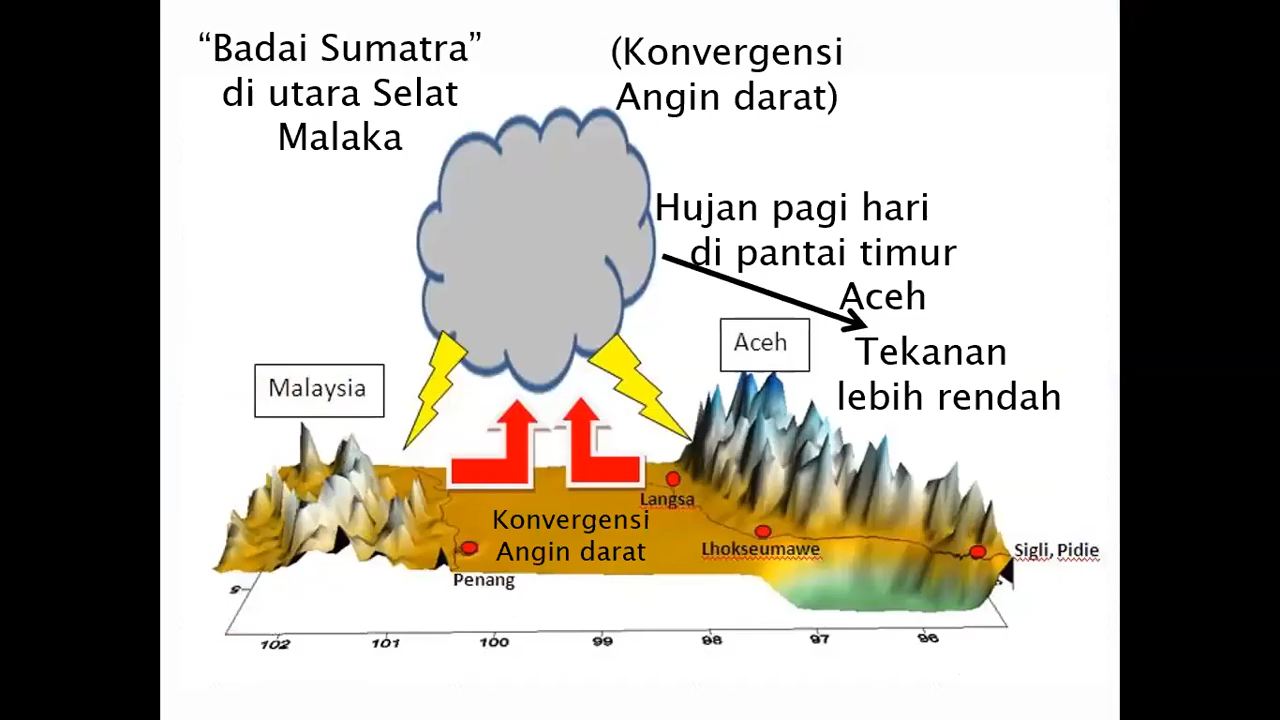 “Badai Sumatra”
di utara Selat
Malaka
(Konvergensi
Angin darat)
Hujan pagi hari
di pantai timur
Aceh
Tekanan
lebih rendah
Aceh
Malaysia
Langsa
Konvergensi
Angin darat
Lhokseumawe
Sigli, Pidie
Penang
102 101 100 99 98 97 96